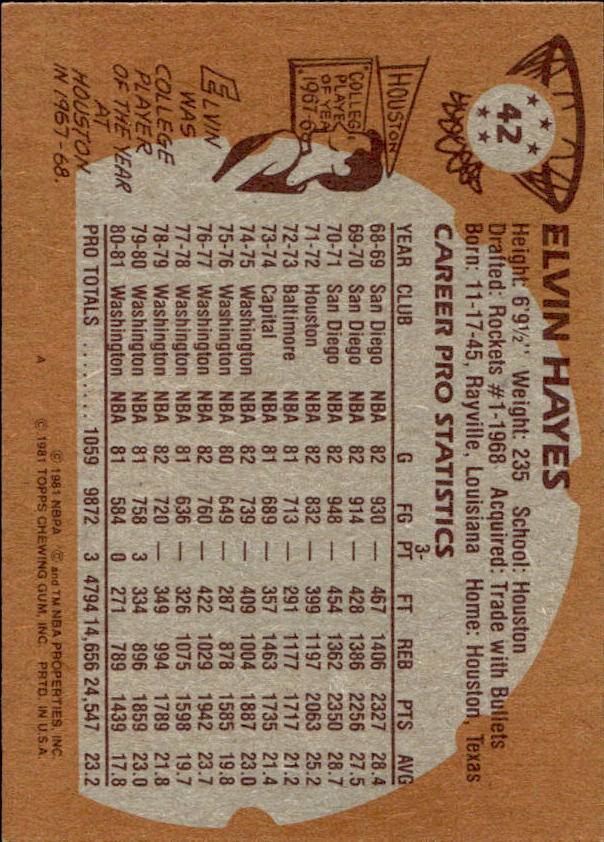 42
ELVIN HAYES
Height: 6'9½" Weight: 235 School: Houston
Drafted: Rockets #1-1968 Acquired: Trade with Bullets
Born: 11-17-45, Rayville, Louisiana Home: Houston, Texas
CAREER PRO STATISTICS
YEAR CLUB G FG 3-PT FT REB PTS AVG
68-69 San Diego NBA 82 930 — 467 1406 2327 28.4
69-70 San Diego NBA 82 914 — 428 1386 2256 27.5
70-71 San Diego NBA 82 948 — 454 1362 2350 28.7
71-72 Houston NBA 82 832 — 399 1197 2063 25.2
72-73 Baltimore NBA 81 713 — 291 1177 1717 21.2
73-74 Capital NBA 81 689 — 357 1463 1735 21.4
74-75 Washington NBA 82 739 — 409 1004 1887 23.0
75-76 Washington NBA 80 649 — 287 878 1585 19.8
76-77 Washington NBA 82 760 — 422 1029 1942 23.7
77-78 Washington NBA 81 636 — 326 1075 1598 19.7
78-79 Washington NBA 82 720 — 349 994 1789 21.8
79-80 Washington NBA 81 758 3 334 896 1859 23.0
80-81 Washington NBA 81 584 0 271 789 1439 17.8
PRO TOTALS ......... 1059 9872 3 4794 14,656 24,547 23.2
HOUSTON
COLLEGE
PLAYER
OF YEAR
1967-68
ELVIN
WAS
COLLEGE
PLAYER
OF THE YEAR
AT
HOUSTON
IN 1967-68.
© 1981 NBPA © and TM NBA PROPERTIES, INC.
A © 1981 TOPPS CHEWING GUM, INC. PRTD. IN U.S.A.